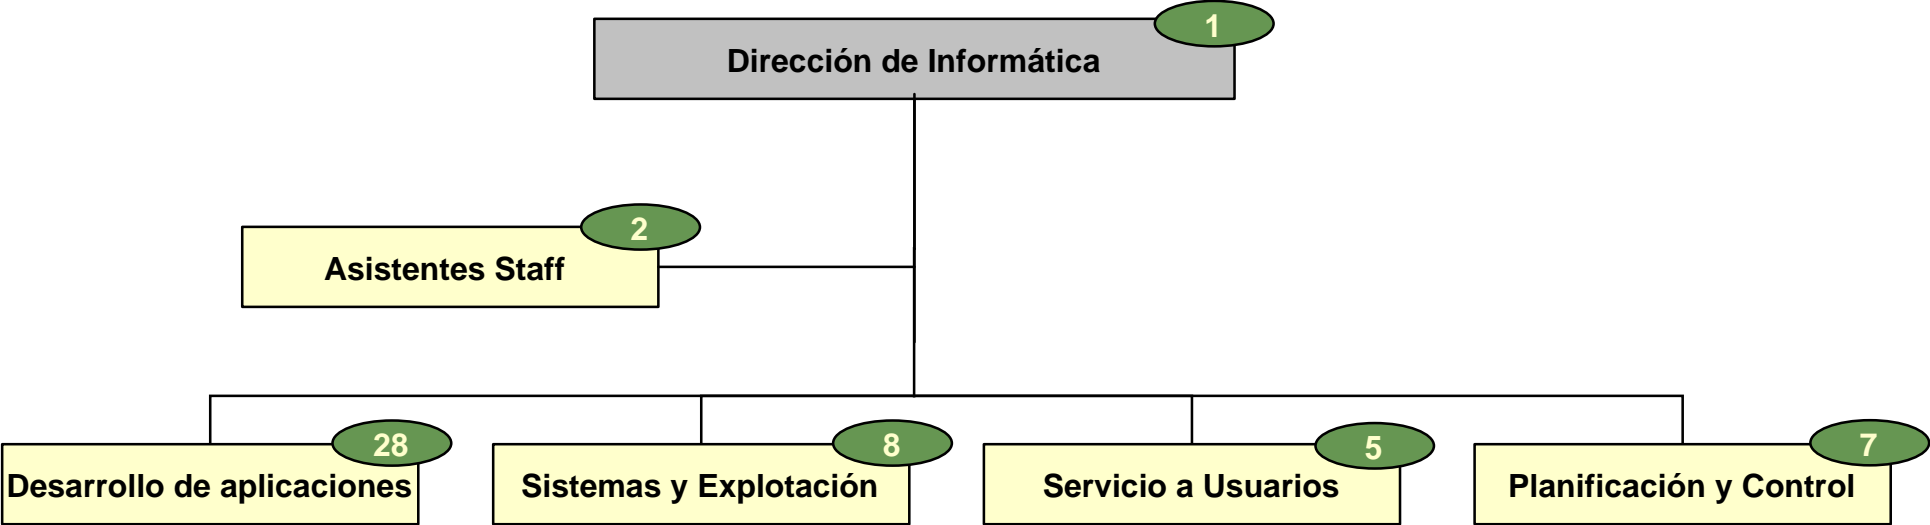 1
Dirección de Informática
2
Asistentes Staff
28
Desarrollo de aplicaciones
8
Sistemas y Explotación
5
Servicio a Usuarios
7
Planificación y Control